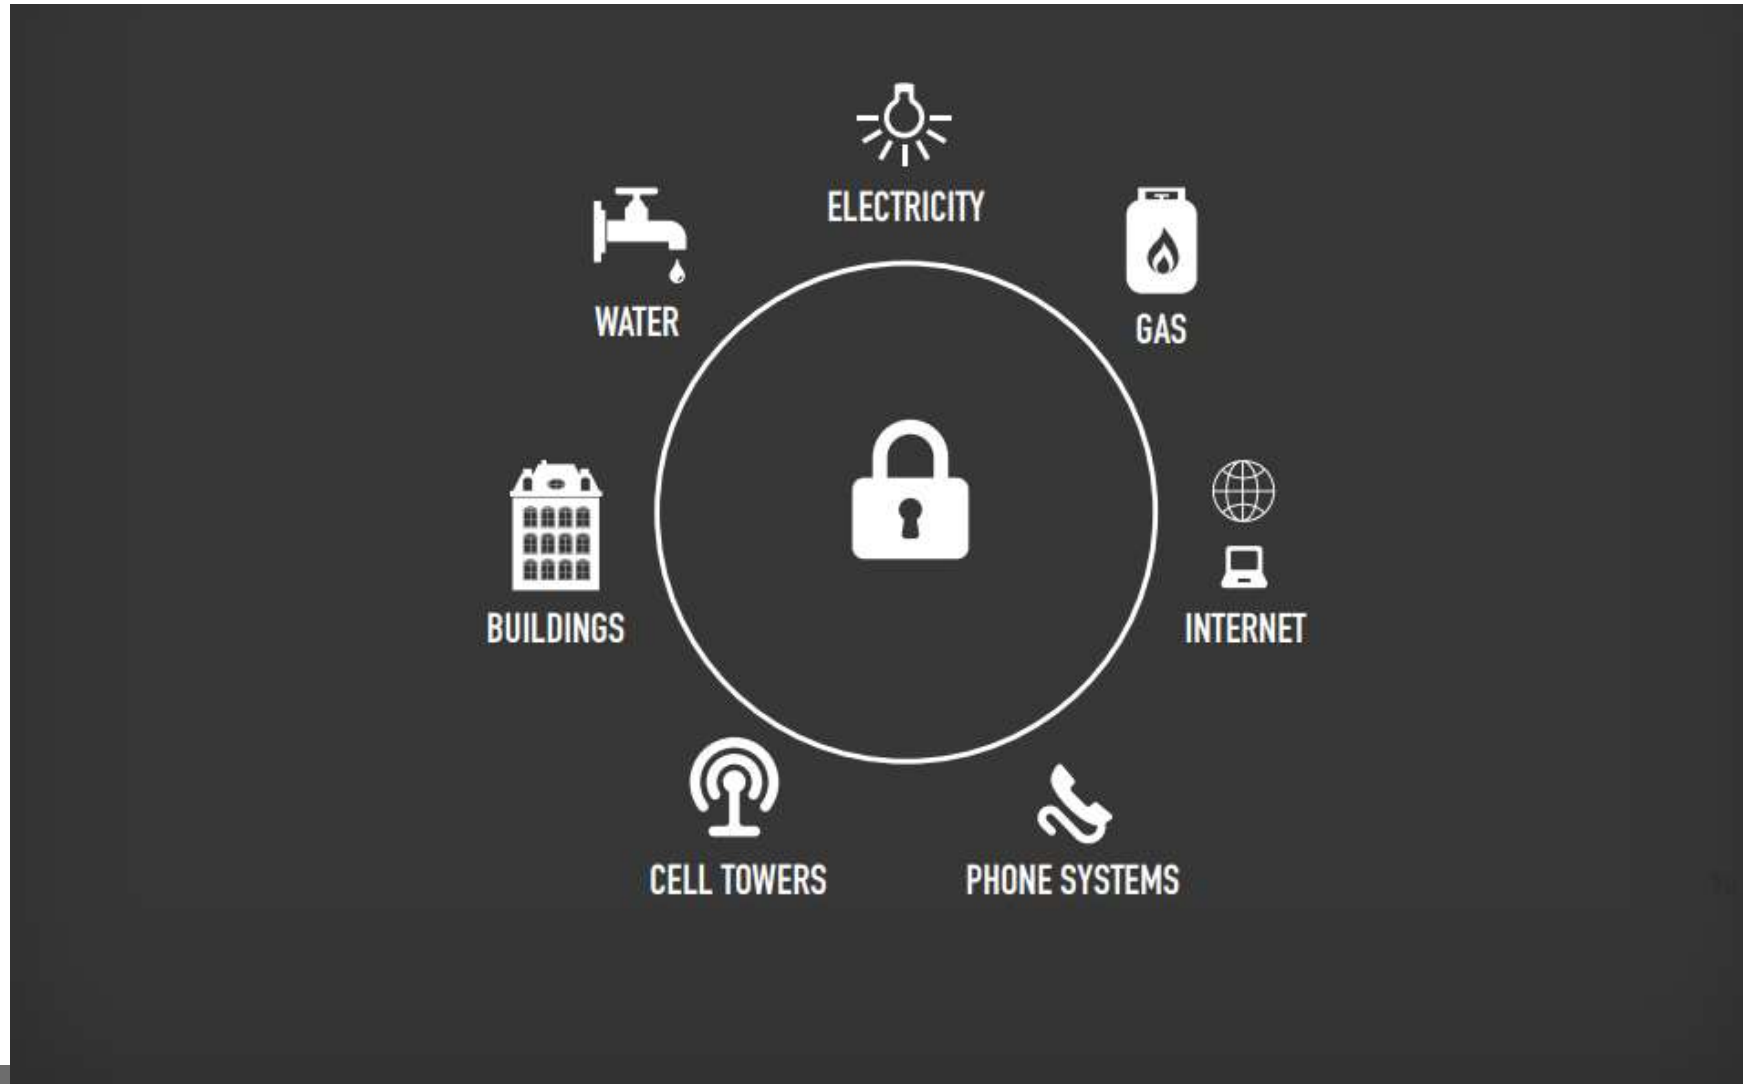 ELECTRICITY
WATER
GAS
BUILDINGS
INTERNET
CELL TOWERS
PHONE SYSTEMS